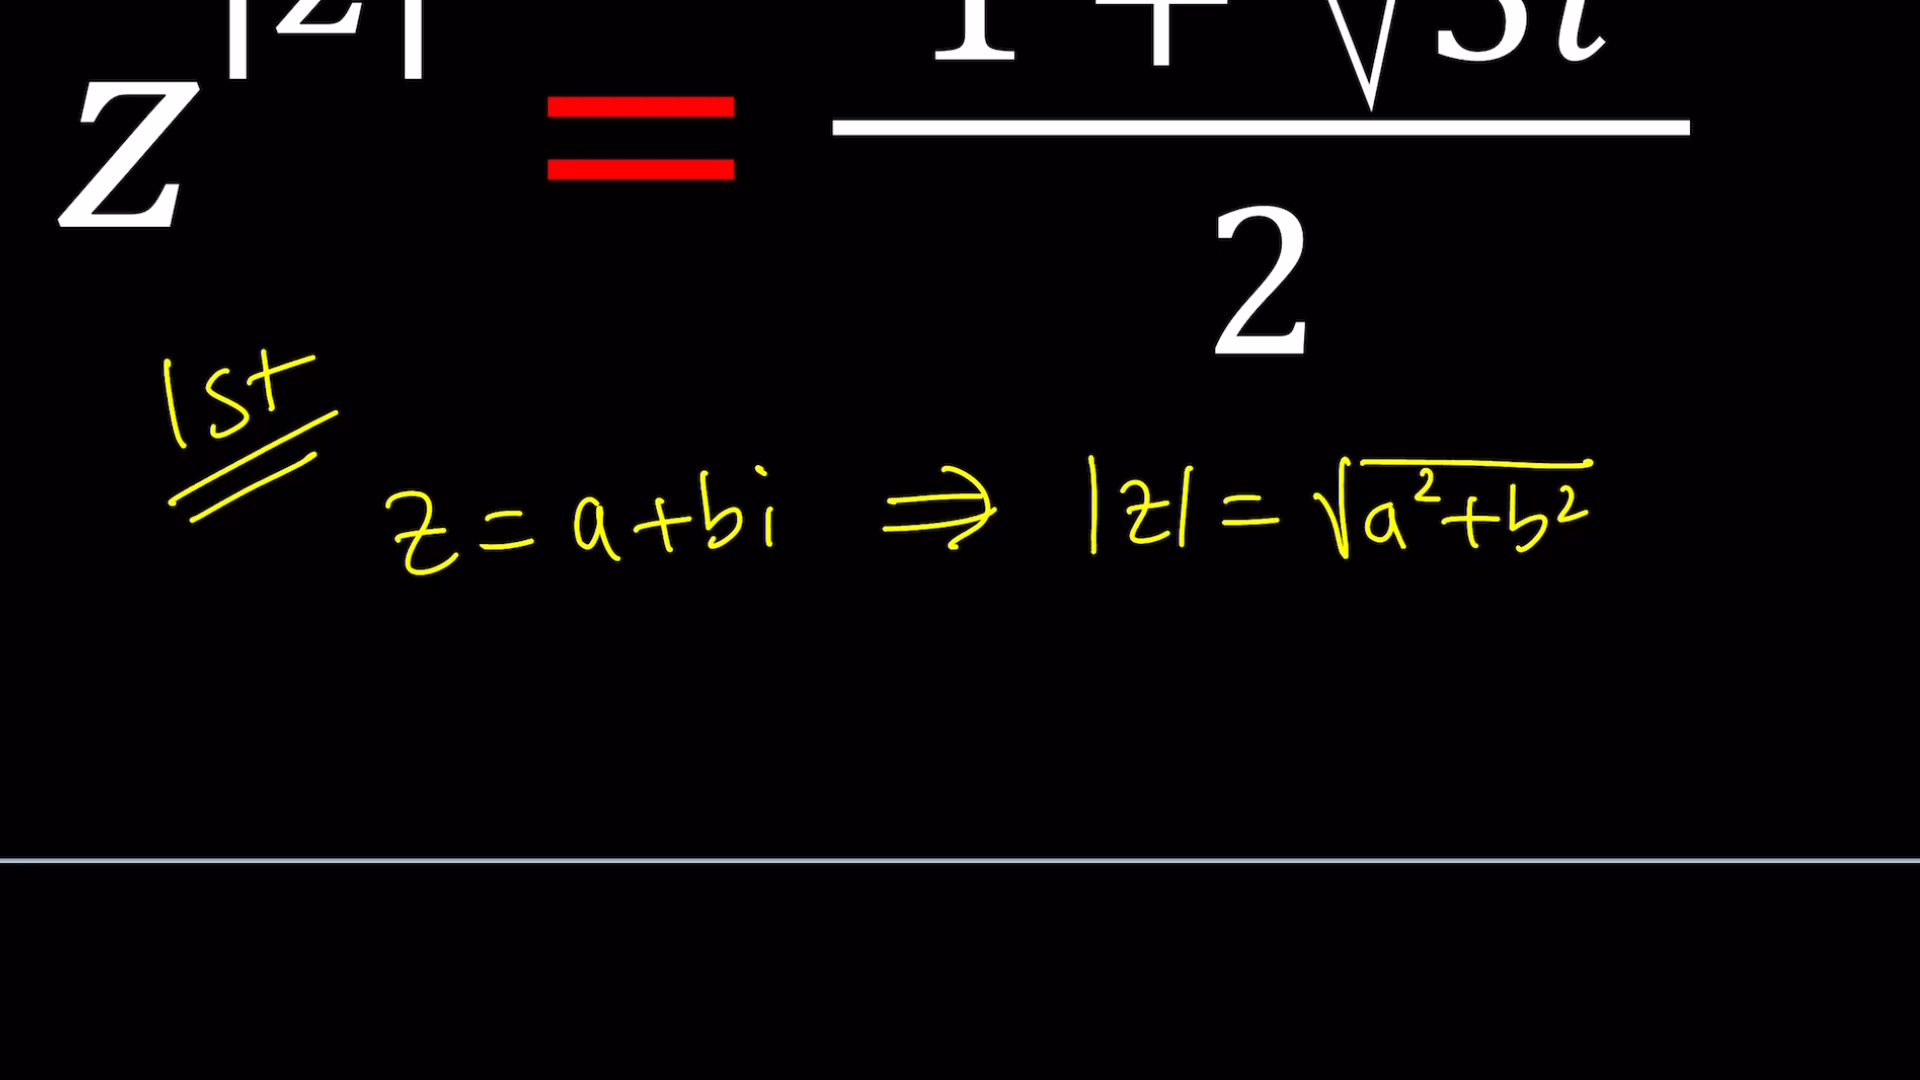 z^|z| = (1 + √3i)/2
1st
z = a + bi ⇒ |z| = √(a² + b²)